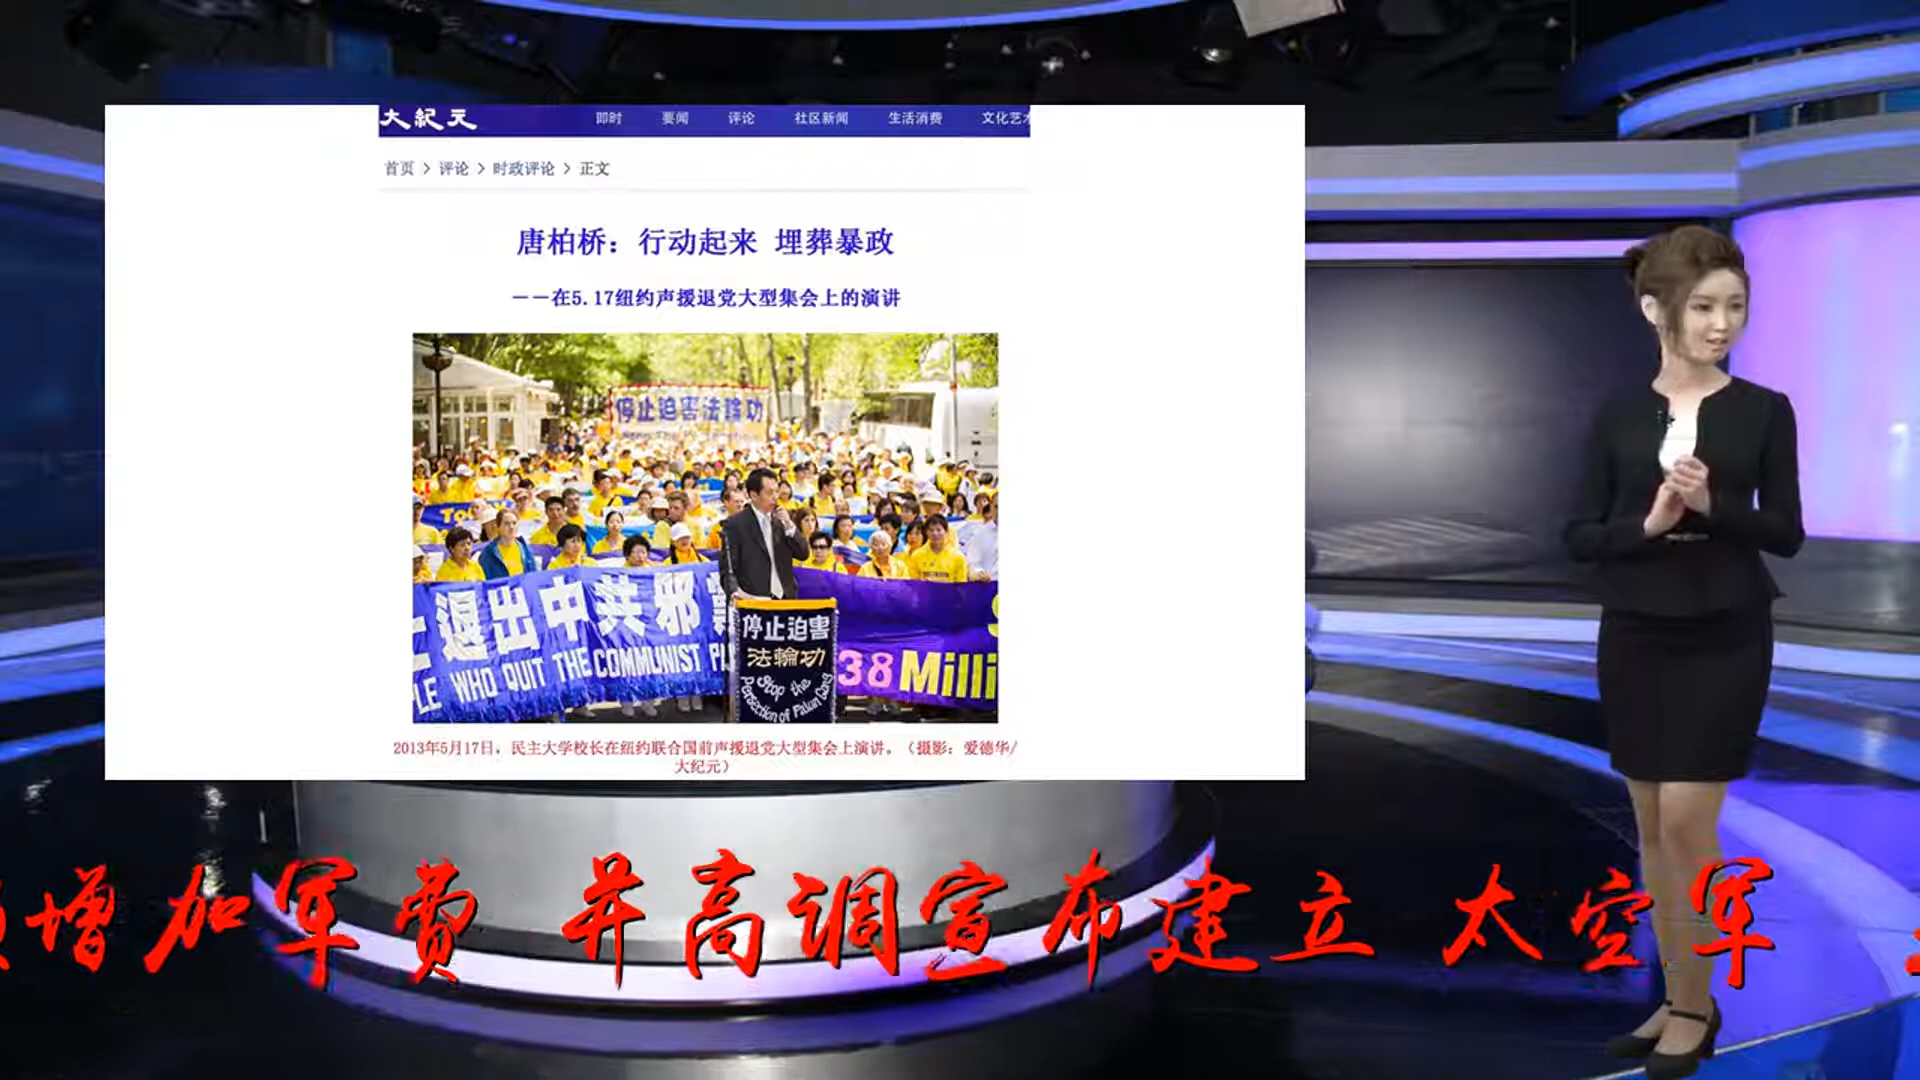 大紀元 即时 要闻 评论 社区新闻 生活消费 文化艺术
首页 > 评论 > 时政评论 > 正文
唐柏桥：行动起来 埋葬暴政
——在5.17纽约声援退党大型集会上的演讲
停止迫害法輪功
退出中共邪
LE WHO QUIT THE COMMUNIST
停止迫害
法輪功
Stop the
Persecution of Falun Gong
38 Milli
2013年5月17日，民主大学校长在纽约联合国前声援退党大型集会上演讲。（摄影：爱德华/
大纪元）
增加军费 并高调宣布建立 太空军